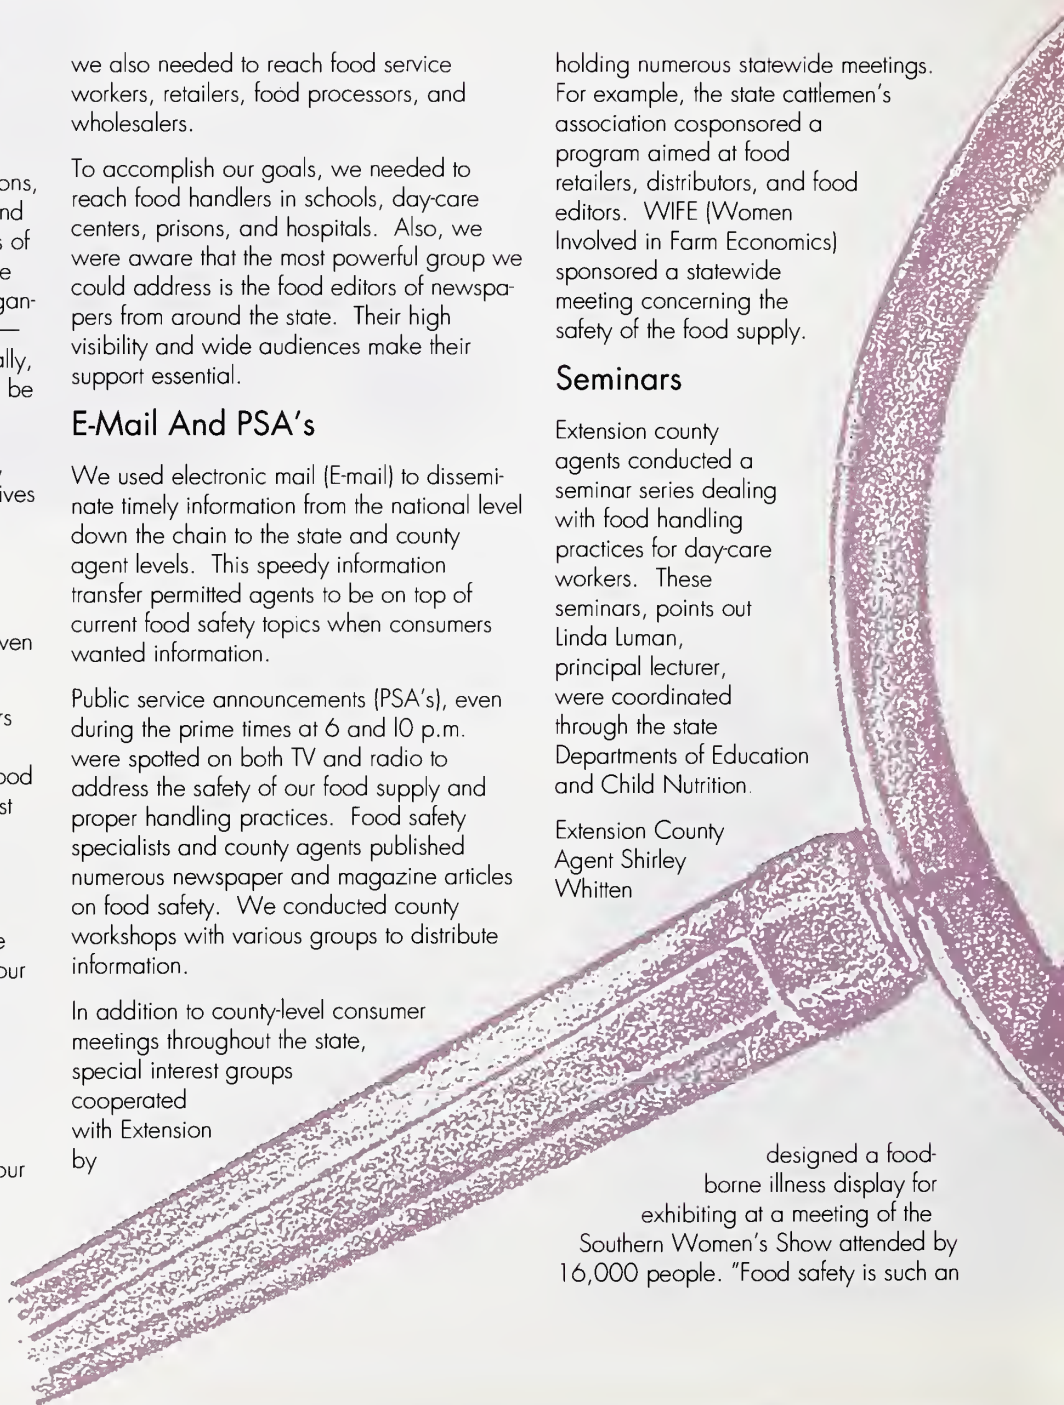 ons,
nd
s of
e
gan-
—
ally,
be
ives
ven
rs
ood
st
e
our
our
we also needed to reach food service
workers, retailers, food processors, and
wholesalers.
To accomplish our goals, we needed to
reach food handlers in schools, day-care
centers, prisons, and hospitals. Also, we
were aware that the most powerful group we
could address is the food editors of newspa-
pers from around the state. Their high
visibility and wide audiences make their
support essential.
E-Mail And PSA's
We used electronic mail (E-mail) to dissemi-
nate timely information from the national level
down the chain to the state and county
agent levels. This speedy information
transfer permitted agents to be on top of
current food safety topics when consumers
wanted information.
Public service announcements (PSA's), even
during the prime times at 6 and 10 p.m.
were spotted on both TV and radio to
address the safety of our food supply and
proper handling practices. Food safety
specialists and county agents published
numerous newspaper and magazine articles
on food safety. We conducted county
workshops with various groups to distribute
information.
In addition to county-level consumer
meetings throughout the state,
special interest groups
cooperated
with Extension
by
holding numerous statewide meetings.
For example, the state cattlemen's
association cosponsored a
program aimed at food
retailers, distributors, and food
editors. WIFE (Women
Involved in Farm Economics)
sponsored a statewide
meeting concerning the
safety of the food supply.
Seminars
Extension county
agents conducted a
seminar series dealing
with food handling
practices for day-care
workers. These
seminars, points out
Linda Luman,
principal lecturer,
were coordinated
through the state
Departments of Education
and Child Nutrition.
Extension County
Agent Shirley
Whitten
designed a food-
borne illness display for
exhibiting at a meeting of the
Southern Women's Show attended by
16,000 people. "Food safety is such an